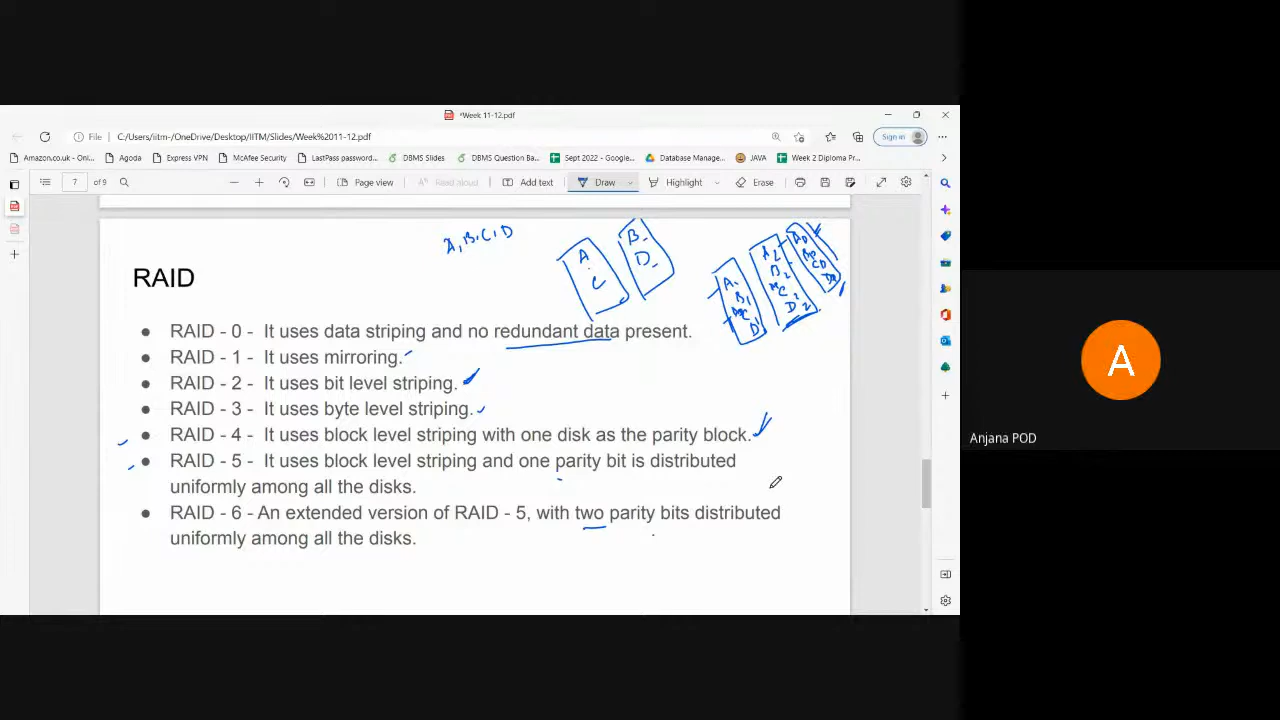 *Week 11-12.pdf
File C:/Users/iitm-/OneDrive/Desktop/IITM/Slides/Week%2011-12.pdf
Sign in
Amazon.co.uk - Onl... Agoda Express VPN McAfee Security LastPass password... DBMS Slides DBMS Question Ba... Sept 2022 - Google... Database Manage... JAVA Week 2 Diploma Pr...
7 of 9 Page view Read aloud Add text Draw Highlight Erase
A, B, C, D
A
C
B
D
RAID
RAID - 0 - It uses data striping and no redundant data present.
RAID - 1 - It uses mirroring.
RAID - 2 - It uses bit level striping.
RAID - 3 - It uses byte level striping.
RAID - 4 - It uses block level striping with one disk as the parity block.
RAID - 5 - It uses block level striping and one parity bit is distributed
uniformly among all the disks.
RAID - 6 - An extended version of RAID - 5, with two parity bits distributed
uniformly among all the disks.
A
Anjana POD